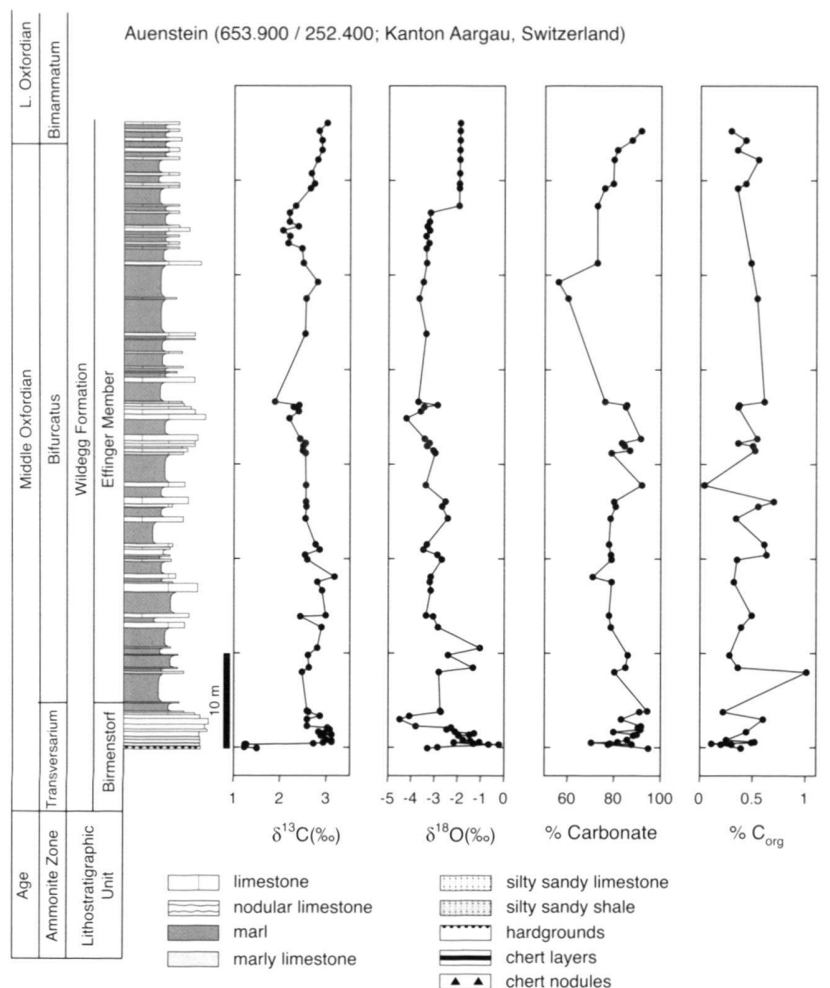 Auenstein (653.900 / 252.400; Kanton Aargau, Switzerland)
L. Oxfordian
Bimammatum
Middle Oxfordian
Bifurcatus
Wildegg Formation
Effinger Member
Transversarium
Birmenstorf
10 m
1 2 3
-5 -4 -3 -2 -1 0
60 80 100
0 0.5 1
δ13C(‰)
δ18O(‰)
% Carbonate
% Corg
Age
Ammonite Zone
Lithostratigraphic
Unit
limestone
nodular limestone
marl
marly limestone
silty sandy limestone
silty sandy shale
hardgrounds
chert layers
chert nodules